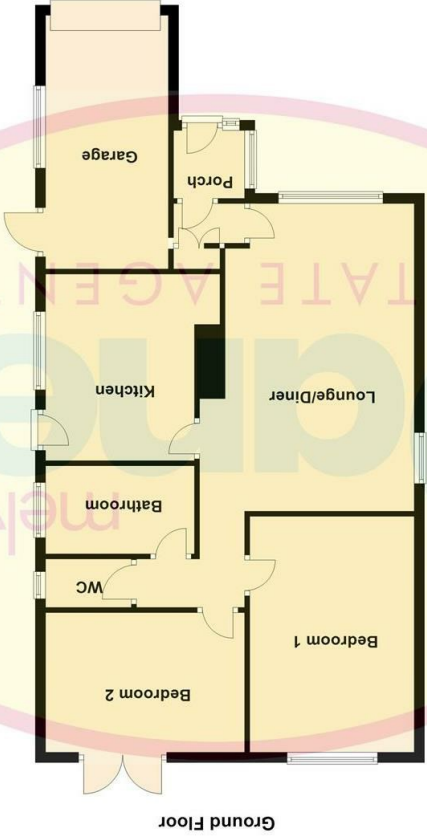 Ground Floor
Bedroom 2
Bedroom 1
WC
Bathroom
Kitchen
Lounge/Diner
Porch
Garage